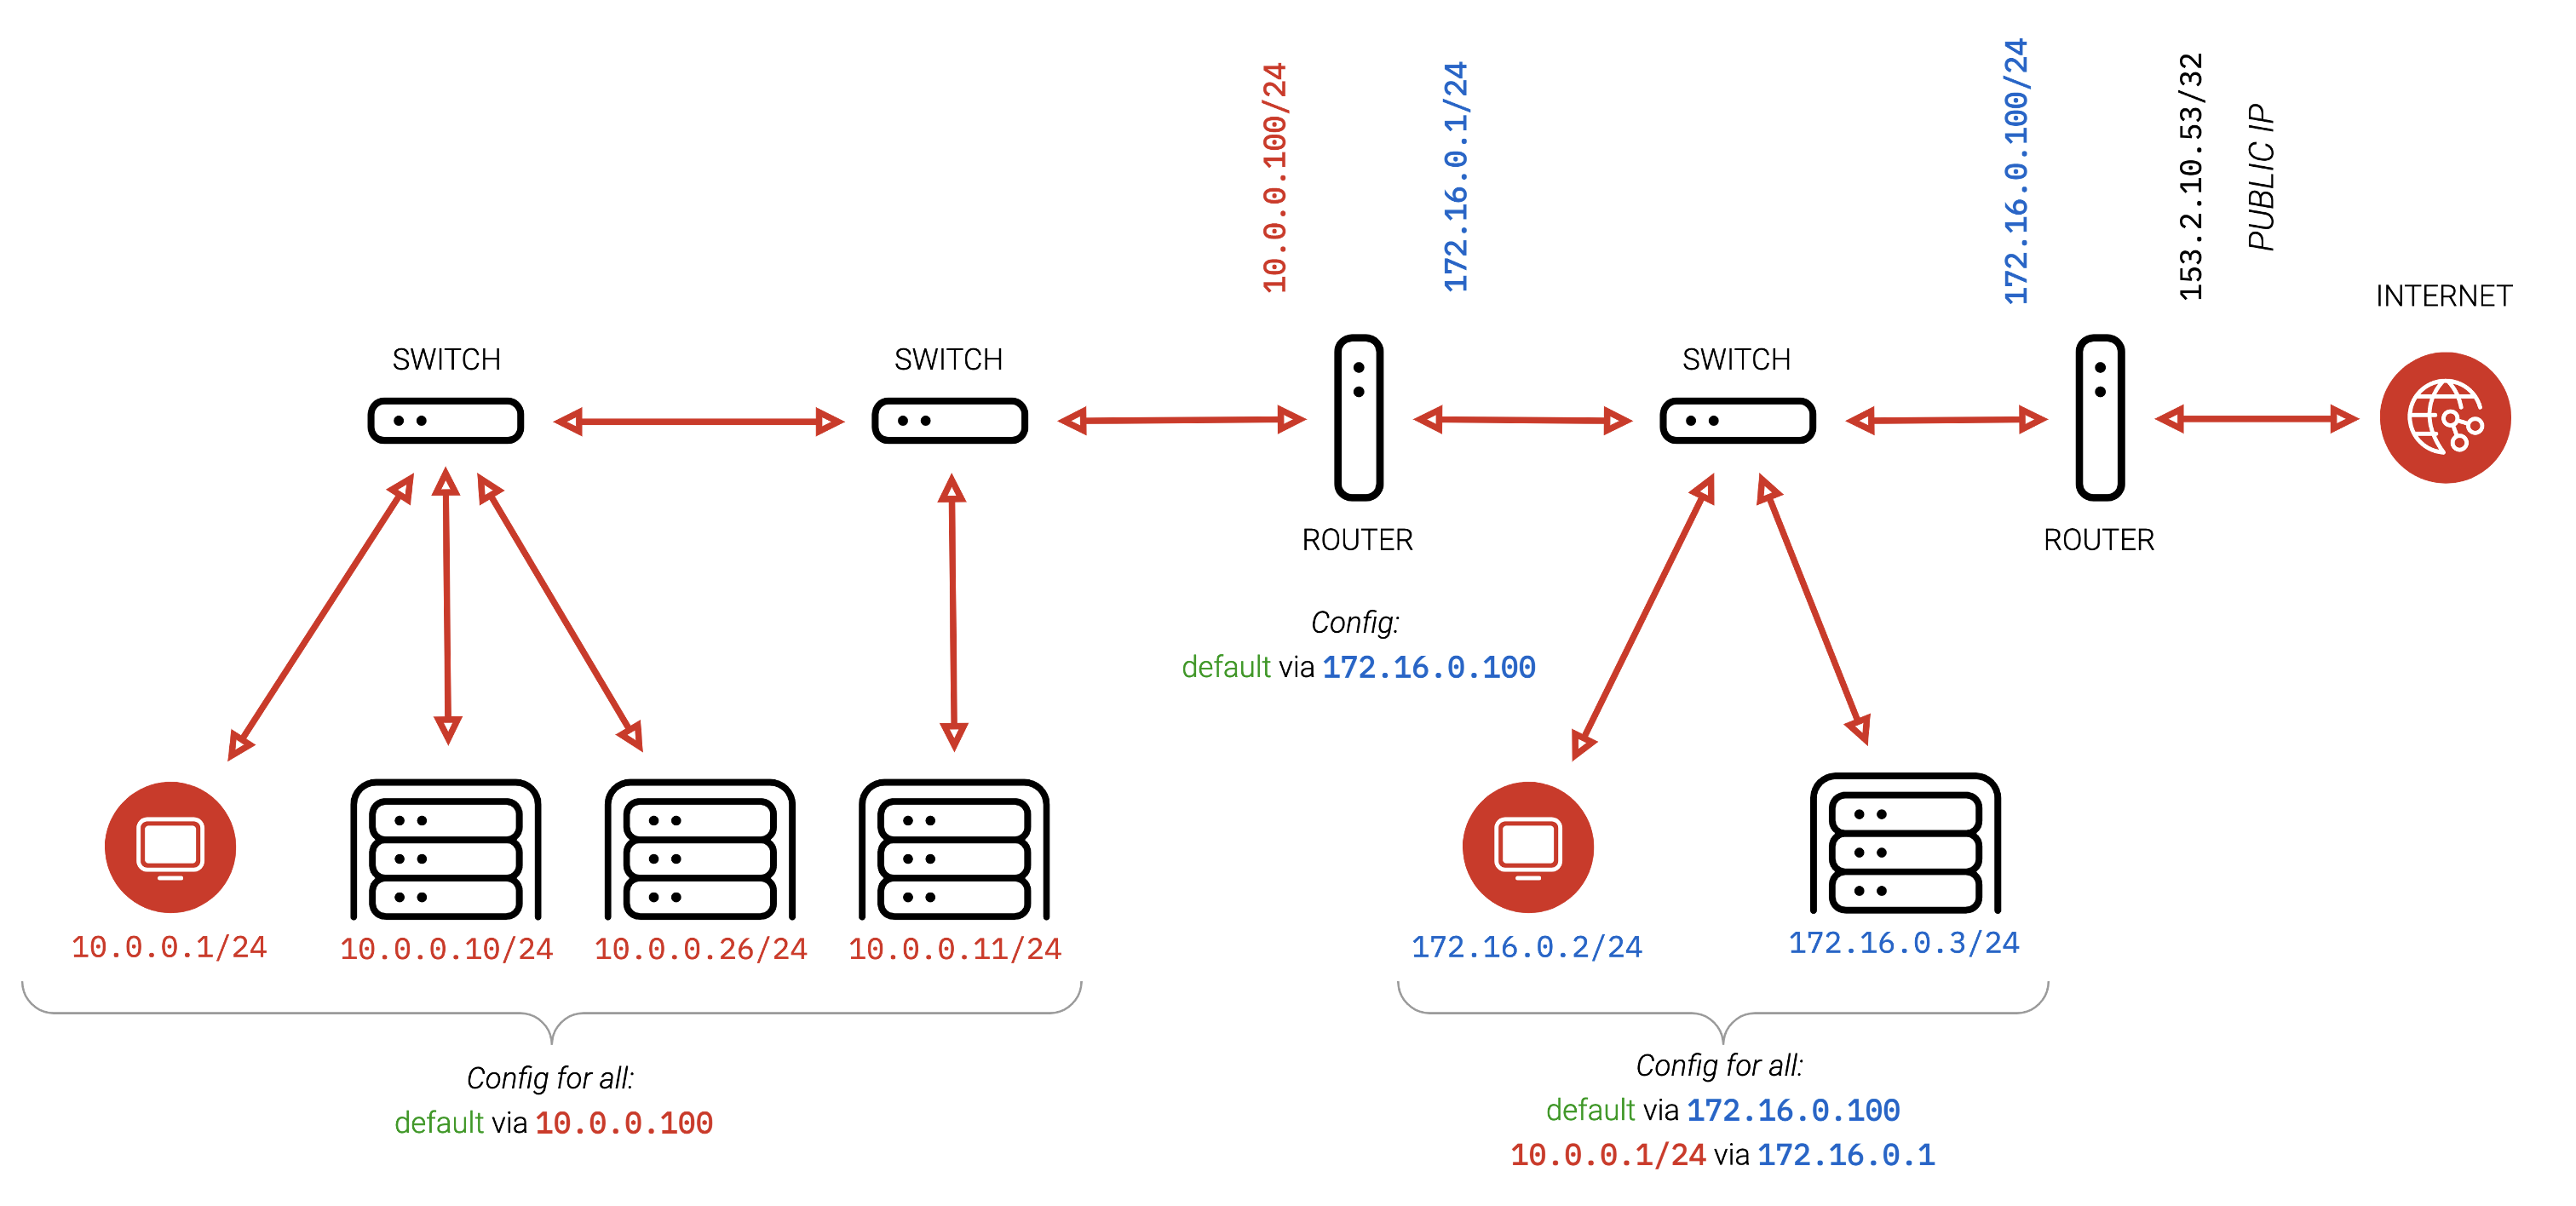 10.0.0.100/24
172.16.0.1/24
172.16.0.100/24
153.2.10.53/32
PUBLIC IP
INTERNET
SWITCH
SWITCH
SWITCH
ROUTER
ROUTER
Config:
default via 172.16.0.100
10.0.0.1/24
10.0.0.10/24
10.0.0.26/24
10.0.0.11/24
172.16.0.2/24
172.16.0.3/24
Config for all:
default via 10.0.0.100
Config for all:
default via 172.16.0.100
10.0.0.1/24 via 172.16.0.1